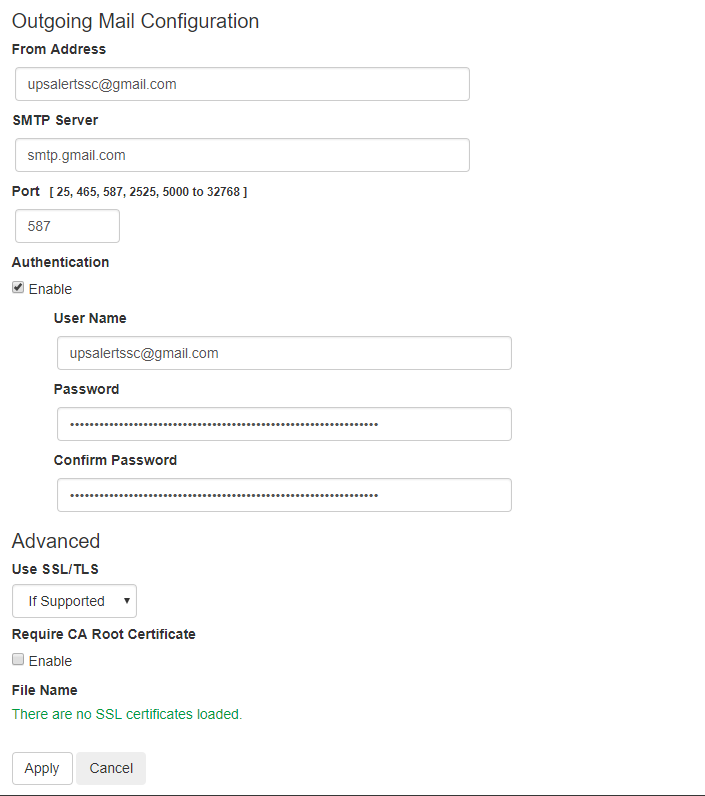 Outgoing Mail Configuration
From Address
upsalertssc@gmail.com
SMTP Server
smtp.gmail.com
Port [ 25, 465, 587, 2525, 5000 to 32768 ]
587
Authentication
Enable
User Name
upsalertssc@gmail.com
Password
••••••••••••••••••••••••••••••••••••••••••••••••••••••••••••••••
Confirm Password
••••••••••••••••••••••••••••••••••••••••••••••••••••••••••••••••
Advanced
Use SSL/TLS
If Supported
Require CA Root Certificate
Enable
File Name
There are no SSL certificates loaded.
Apply Cancel